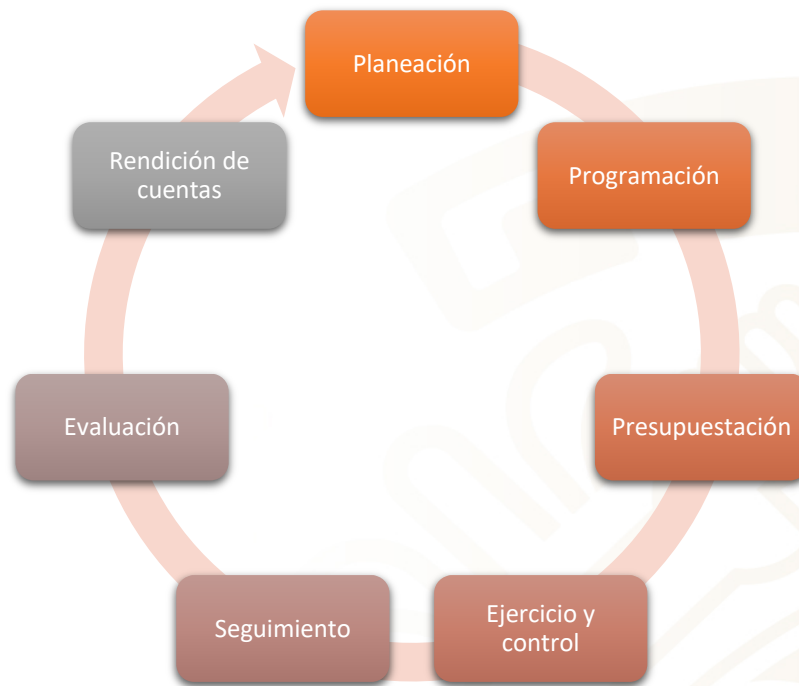 Planeación
Programación
Presupuestación
Ejercicio y
control
Seguimiento
Evaluación
Rendición de
cuentas